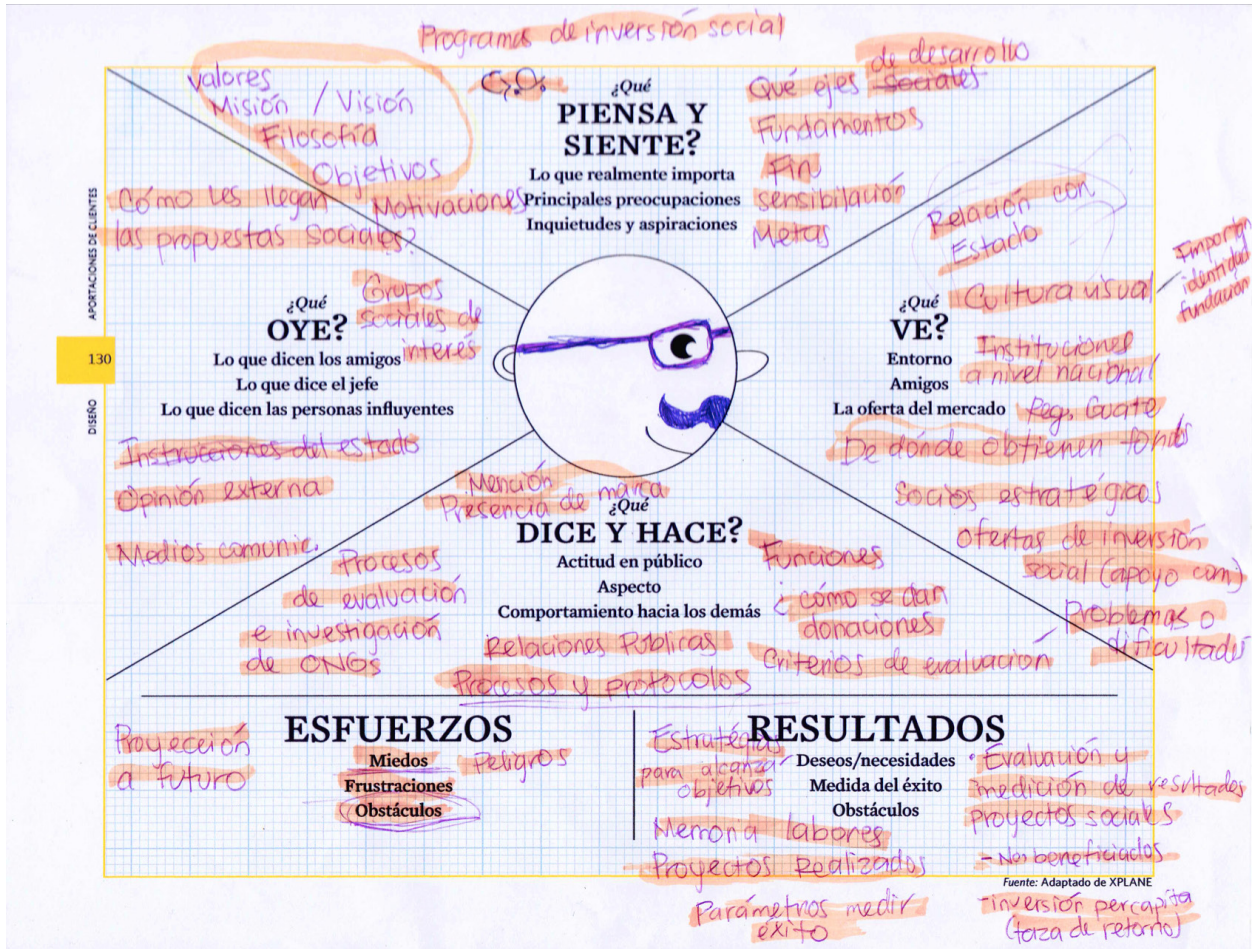 Programas de inversión social
valores
Misión / Visión
Filosofía
Objetivos
Motivaciones
¿Qué
PIENSA Y
SIENTE?
Lo que realmente importa
Principales preocupaciones
Inquietudes y aspiraciones
de desarrollo
Qué ejes sociales
Fundamentos
Fin
sensibilación
Metas
Cómo les llegan
las propuestas sociales?
Grupos
sociales de
interés
¿Qué
OYE?
Lo que dicen los amigos
Lo que dice el jefe
Lo que dicen las personas influyentes
Instrucciones del estado
Opinión externa
Medios comunic.
Procesos
de evaluación
e investigación
de ONGs
Relación con
Estado
Cultura visual
identidad
fundación
¿Qué
VE?
Entorno
Amigos
La oferta del mercado
Instituciones
a nivel nacional
Reg. Guate
De dónde obtienen fondos
Socios estratégicos
ofertas de inversión
social (apoyo com)
Problemas o
dificultades
Mención
Presencia de marca
¿Qué
DICE Y HACE?
Actitud en público
Aspecto
Comportamiento hacia los demás
Relaciones Públicas
Procesos y protocolos
Funciones
¿cómo se dan
donaciones
Criterios de evaluación
ESFUERZOS
Miedos
Frustraciones
Obstáculos
Proyección
a futuro
Peligros
RESULTADOS
Deseos/necesidades
Medida del éxito
Obstáculos
Estratégias
para alcanzar
objetivos
Memoria labores
Proyectos Realizados
Parámetros medir
éxito
Evaluación y
medición de resultados
proyectos sociales
- No. beneficiados
-inversión percapita
(taza de retorno)
Fuente: Adaptado de XPLANE
APORTACIONES DE CLIENTES
130
DISEÑO